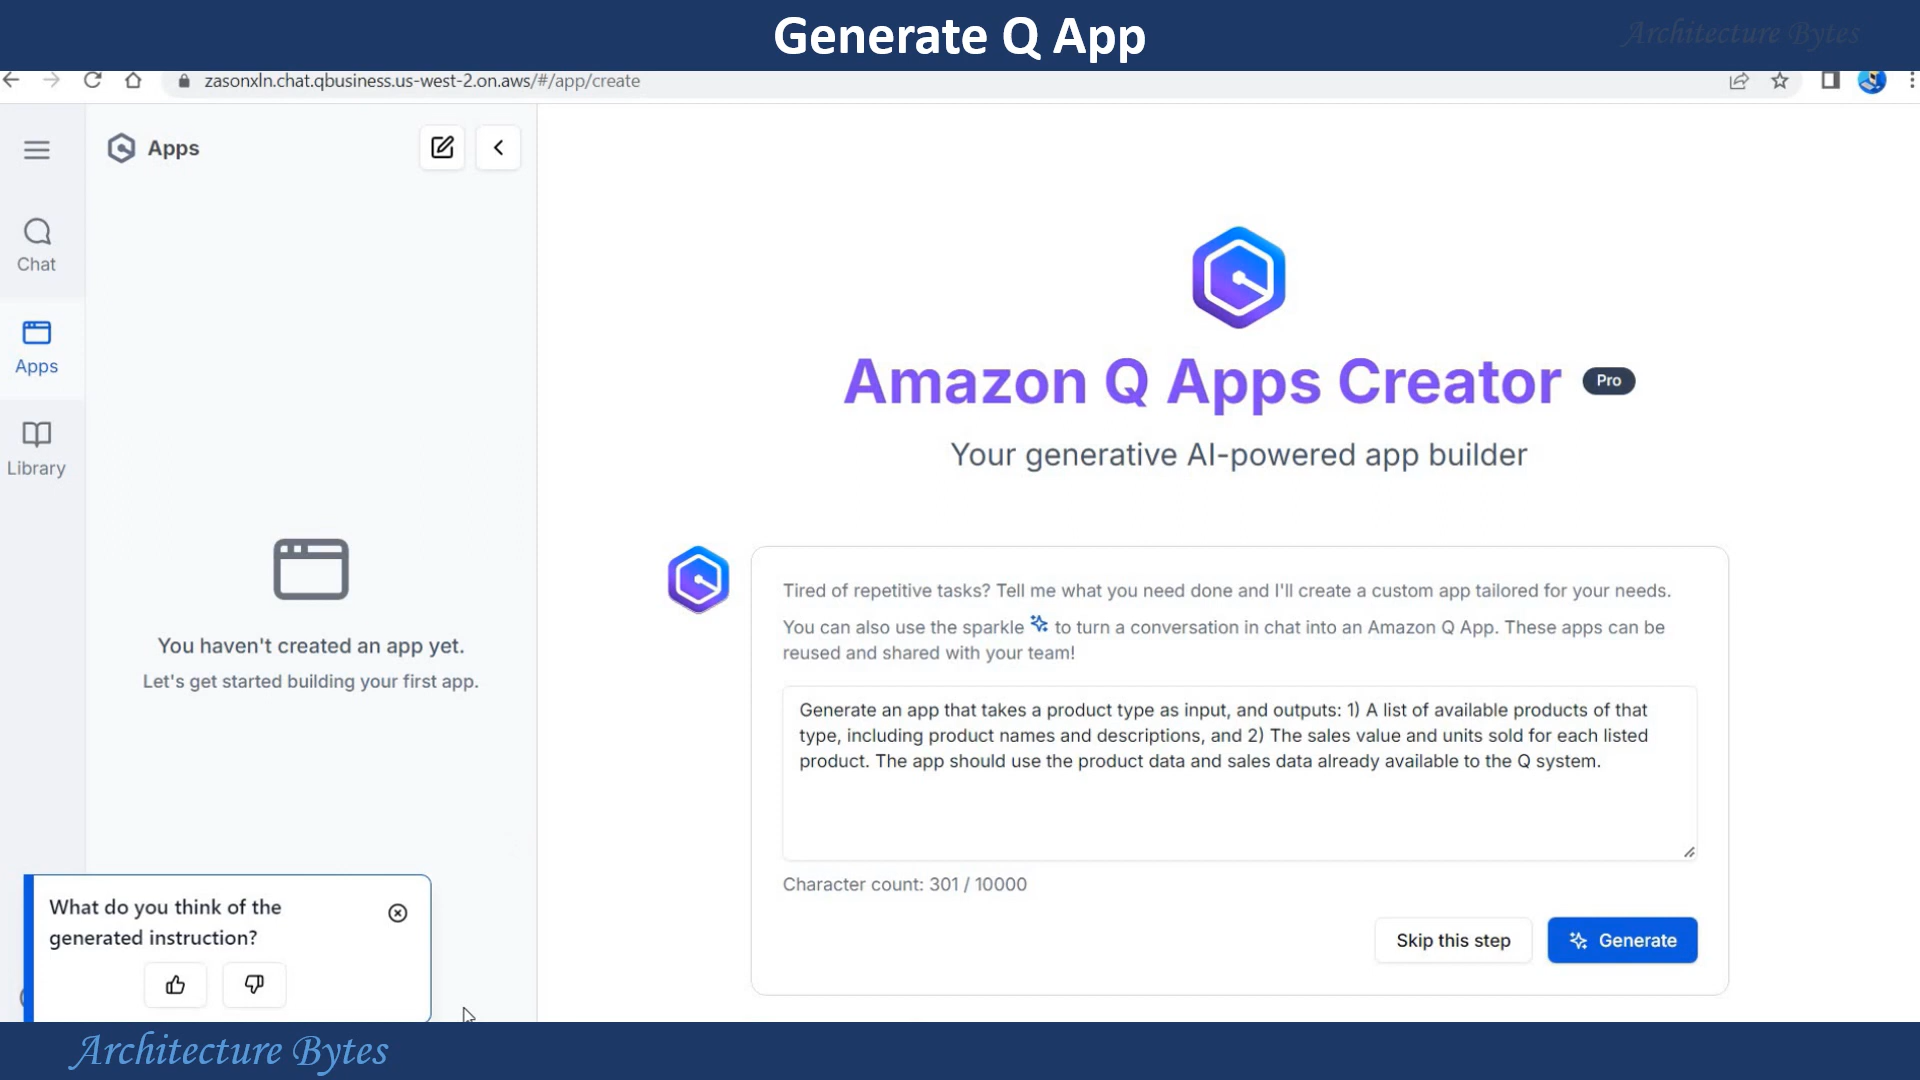 Generate Q App
Architecture Bytes
zasonxln.chat.qbusiness.us-west-2.on.aws/#/app/create
Apps
Chat
Apps
Library
You haven't created an app yet.
Let's get started building your first app.
What do you think of the
generated instruction?
Amazon Q Apps Creator Pro
Your generative AI-powered app builder
Tired of repetitive tasks? Tell me what you need done and I'll create a custom app tailored for your needs.
You can also use the sparkle to turn a conversation in chat into an Amazon Q App. These apps can be
reused and shared with your team!
Generate an app that takes a product type as input, and outputs: 1) A list of available products of that
type, including product names and descriptions, and 2) The sales value and units sold for each listed
product. The app should use the product data and sales data already available to the Q system.
Character count: 301 / 10000
Skip this step
Generate
Architecture Bytes